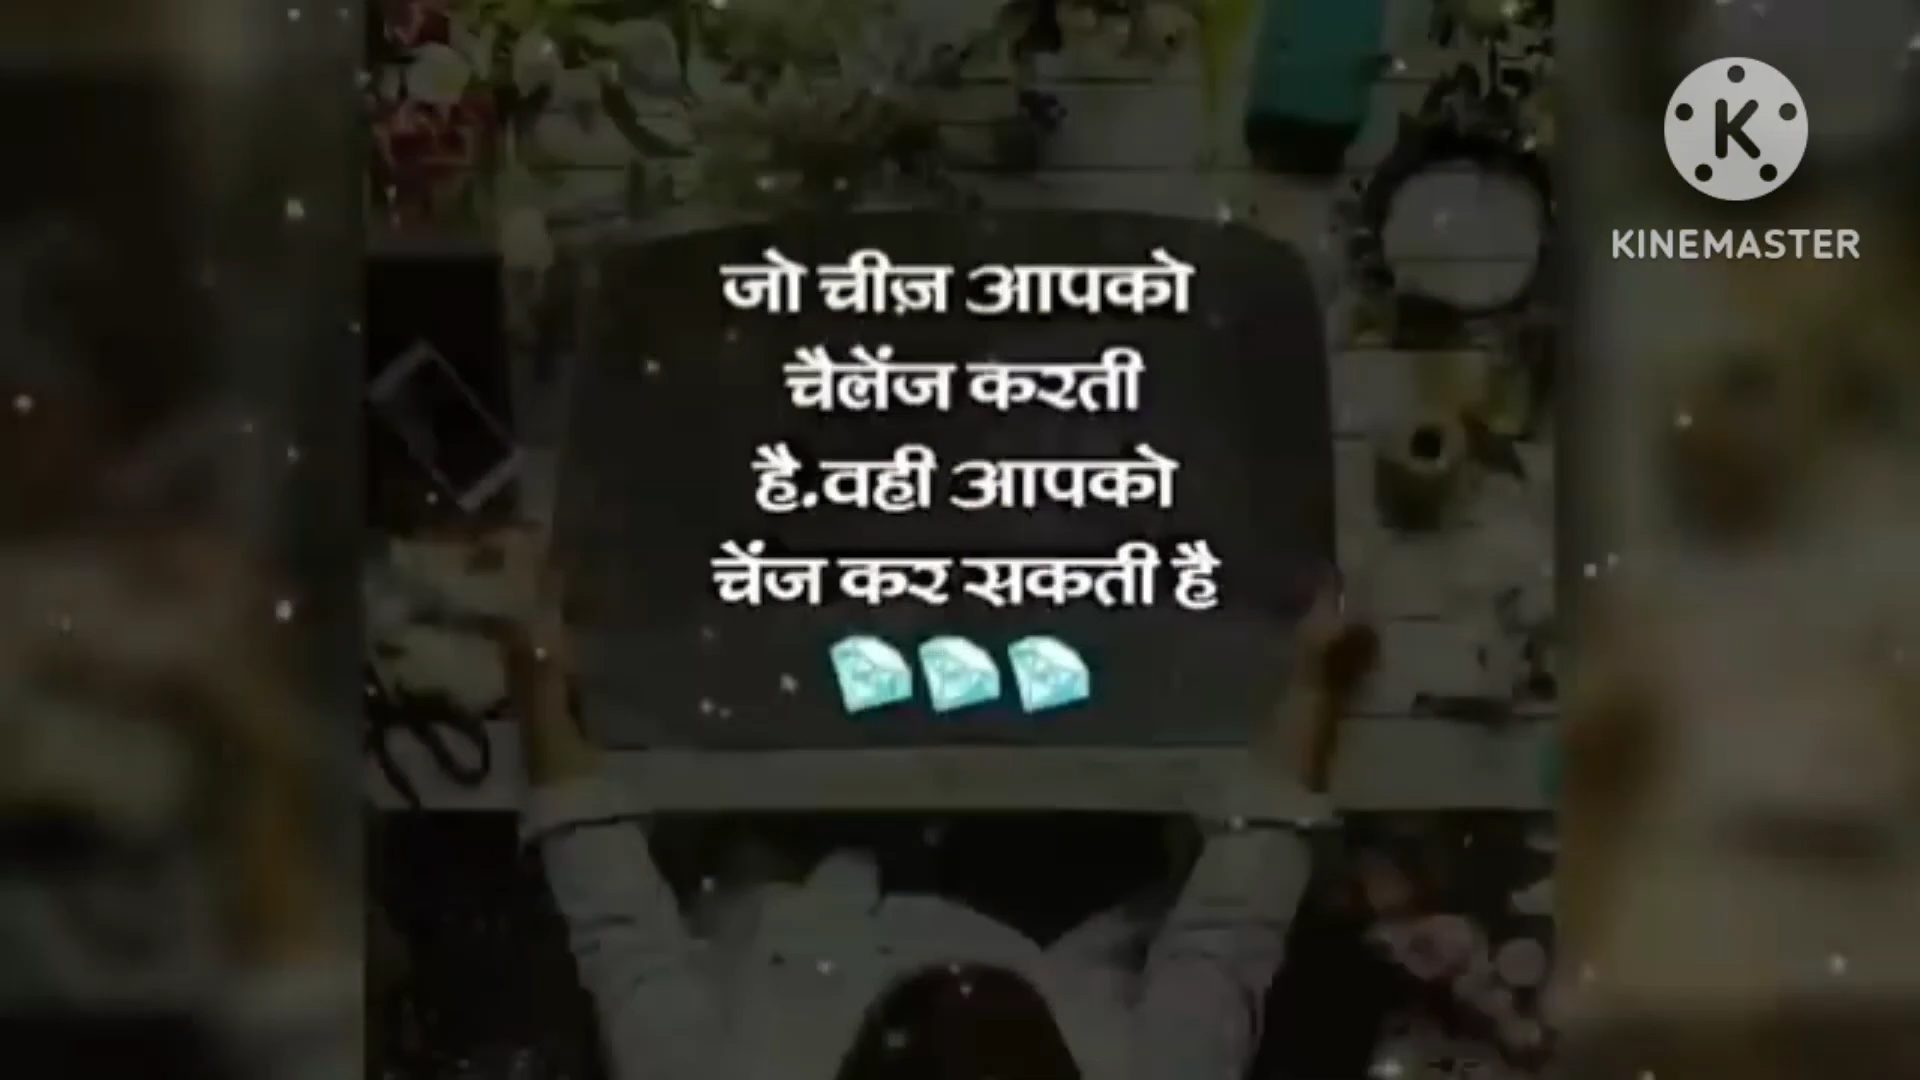 जो चीज़ आपको
चैलेंज करती
है.वही आपको
चेंज कर सकती है
K
KINEMASTER